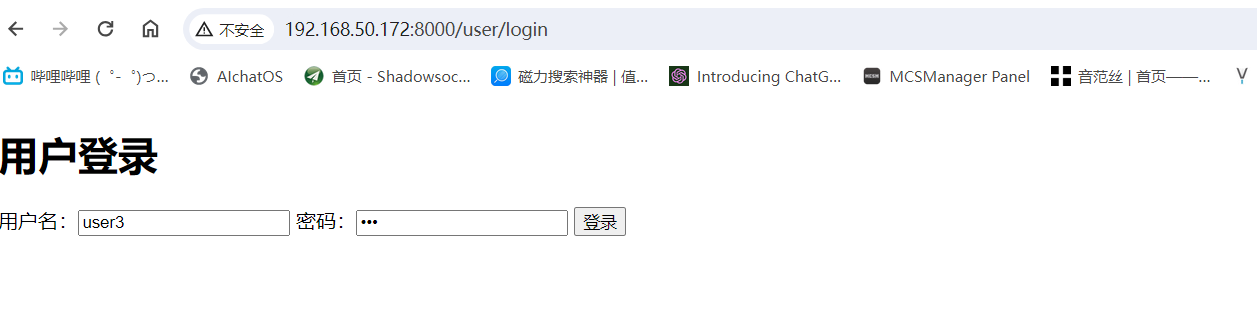 不安全 192.168.50.172:8000/user/login
哔哩哔哩 (゜-゜)つ... AIchatOS 首页 - Shadowsoc... 磁力搜索神器 | 值... Introducing ChatG... MCSM MCSManager Panel 音范丝 | 首页——...
用户登录
用户名： user3 密码： ••• 登录